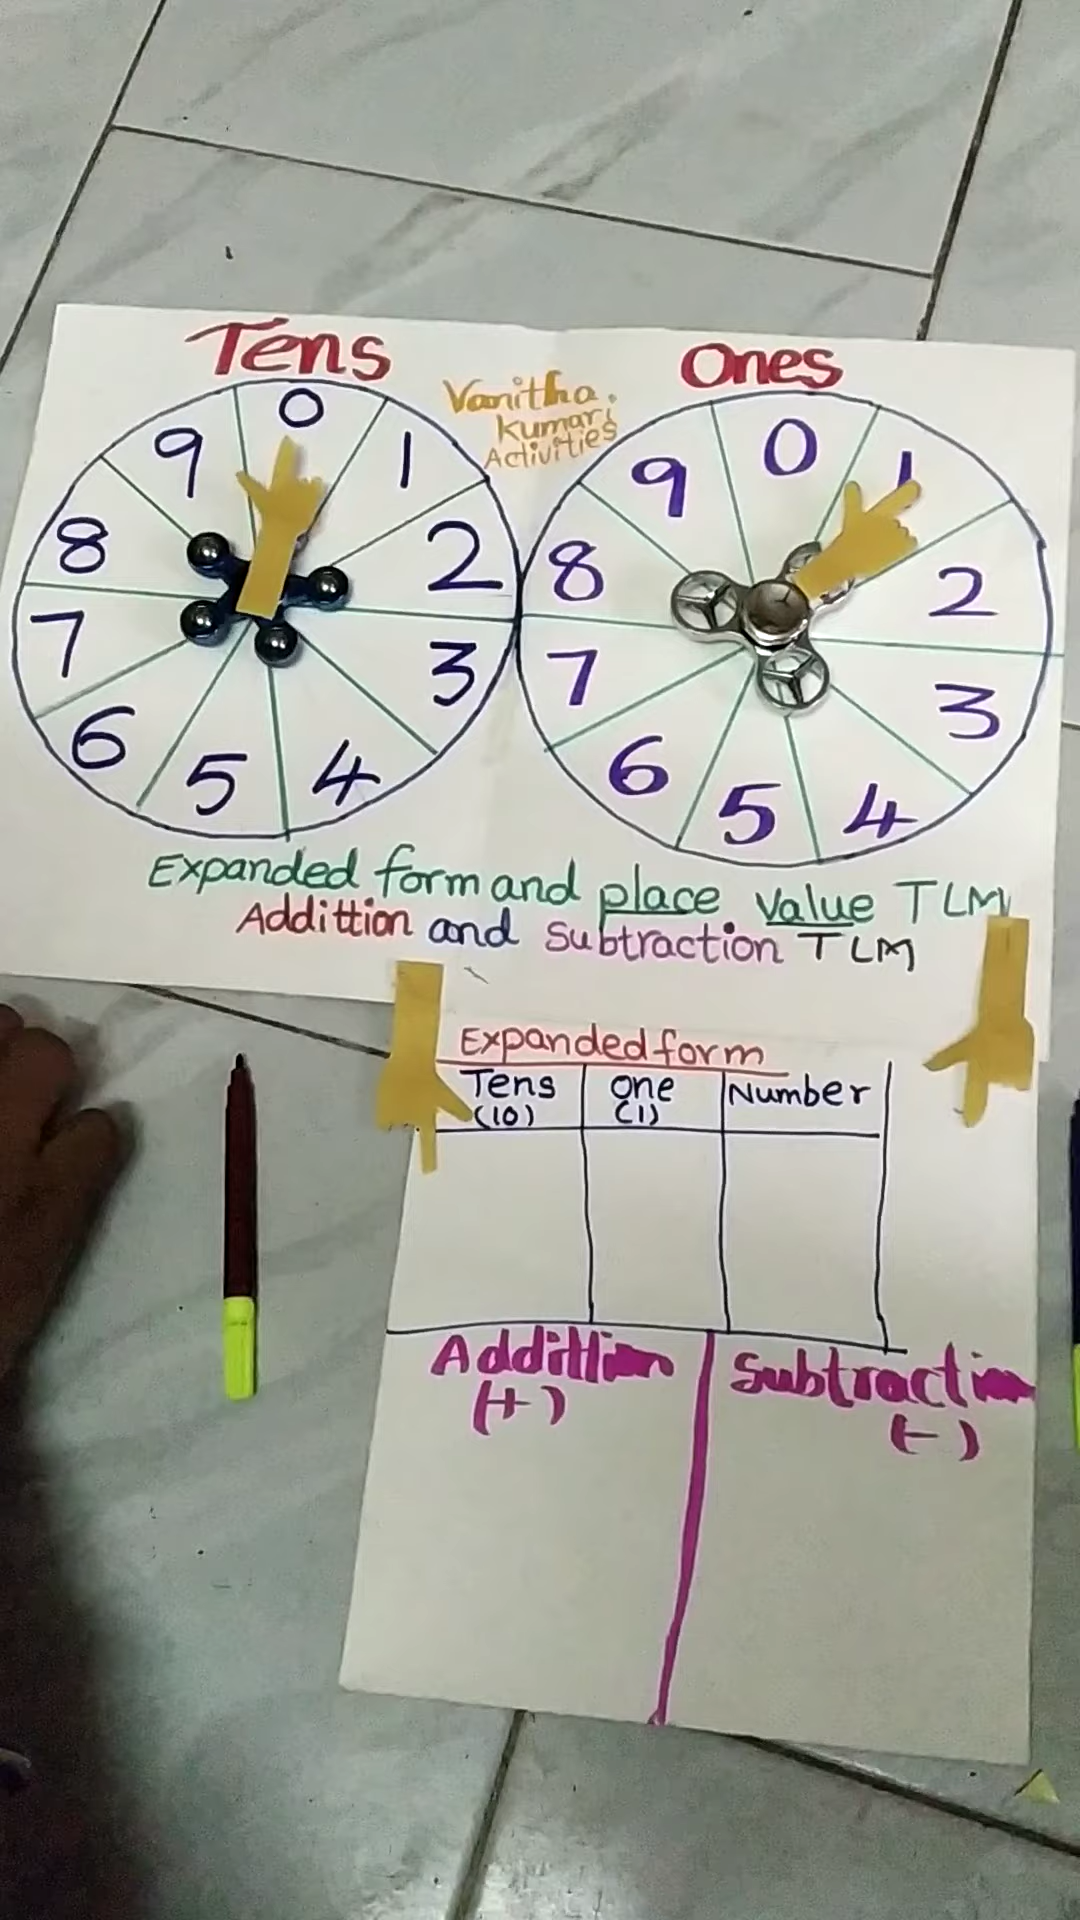 Tens
Ones
Vanitha.
Kumari
Activities
0
1
2
3
4
5
6
7
8
9
0
1
2
3
4
5
6
7
8
9
Expanded form and place value TLM
Addittion and Subtraction TLM
Expanded form
Tens one Number
(10) (1)
Addittion Subtraction
(+) (-)